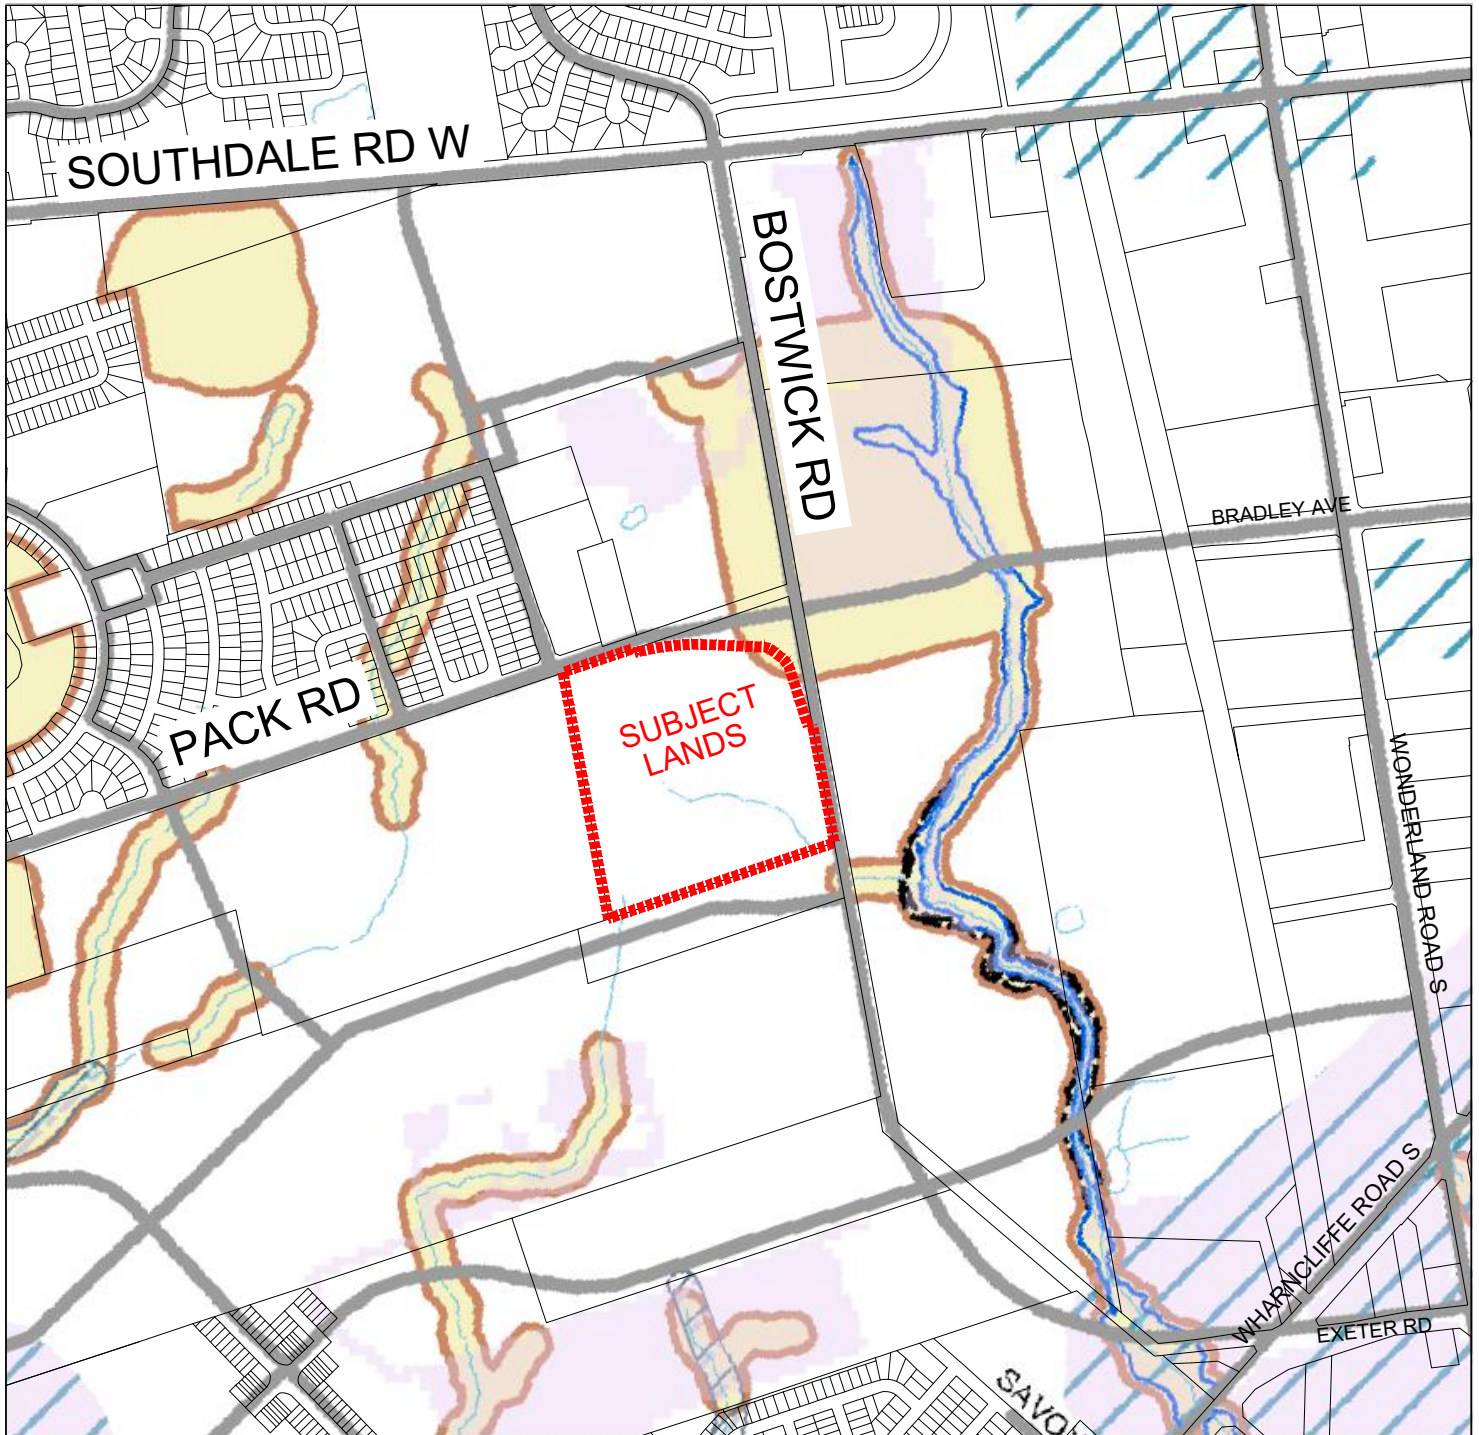 SOUTHDALE RD W
BOSTWICK RD
BRADLEY AVE
PACK RD
SUBJECT
LANDS
WONDERLAND ROAD S
WHARNCLIFFE ROAD S
EXETER RD